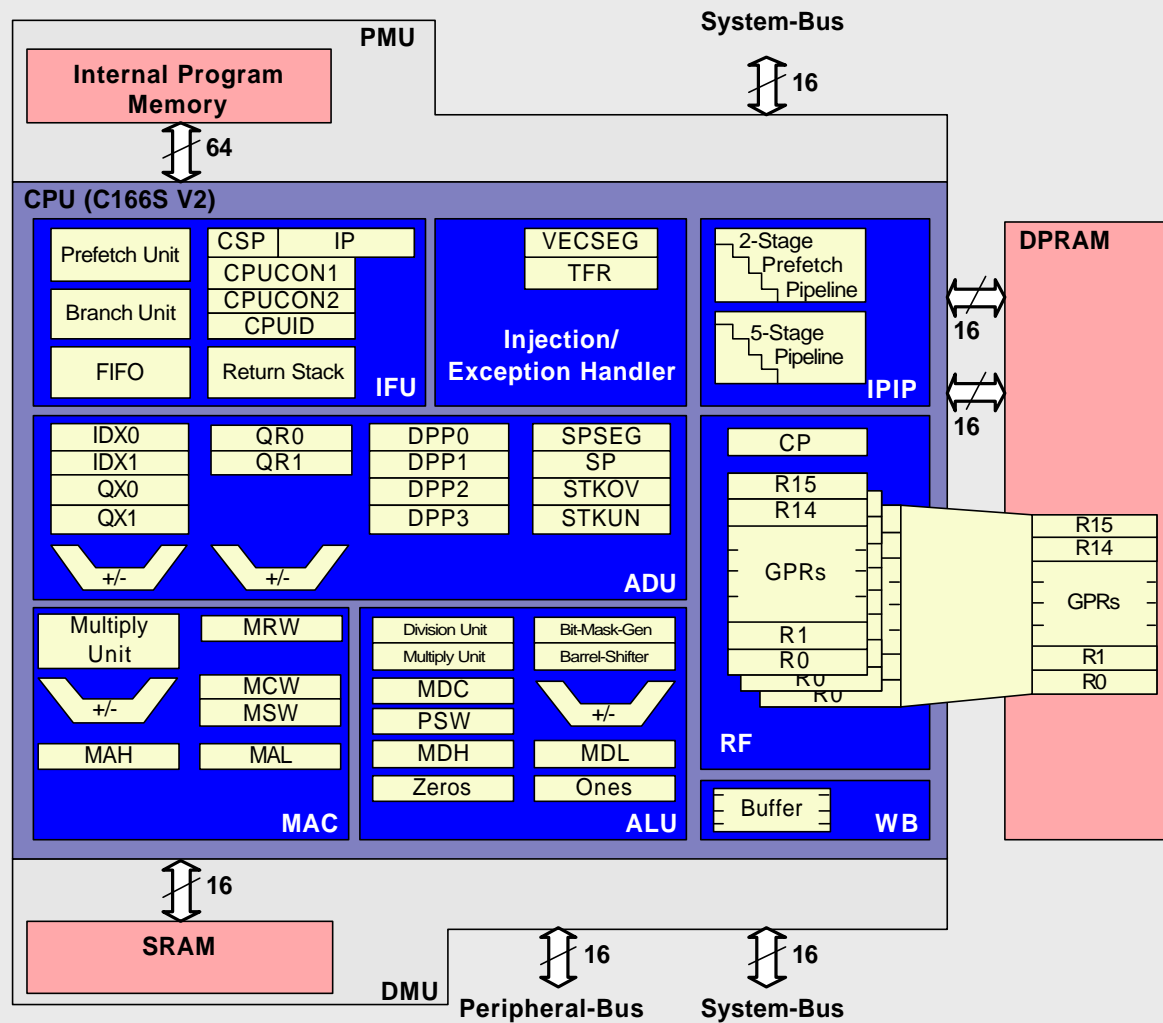 PMU
System-Bus
Internal Program
Memory
16
64
CPU (C166S V2)
Prefetch Unit
Branch Unit
FIFO
CSP
IP
CPUCON1
CPUCON2
CPUID
Return Stack
IFU
VECSEG
TFR
Injection/
Exception Handler
2-Stage
Prefetch
Pipeline
5-Stage
Pipeline
IPIP
DPRAM
16
16
IDX0
IDX1
QX0
QX1
+/-
QR0
QR1
+/-
DPP0
DPP1
DPP2
DPP3
SPSEG
SP
STKOV
STKUN
ADU
CP
R15
R14
GPRs
R1
R0
R0
R0
RF
R15
R14
GPRs
R1
R0
Multiply
Unit
+/-
MAH
MRW
MCW
MSW
MAL
MAC
Division Unit
Multiply Unit
MDC
PSW
MDH
Zeros
Bit-Mask-Gen
Barrel-Shifter
+/-
MDL
Ones
ALU
Buffer
WB
16
SRAM
DMU
16
Peripheral-Bus
16
System-Bus